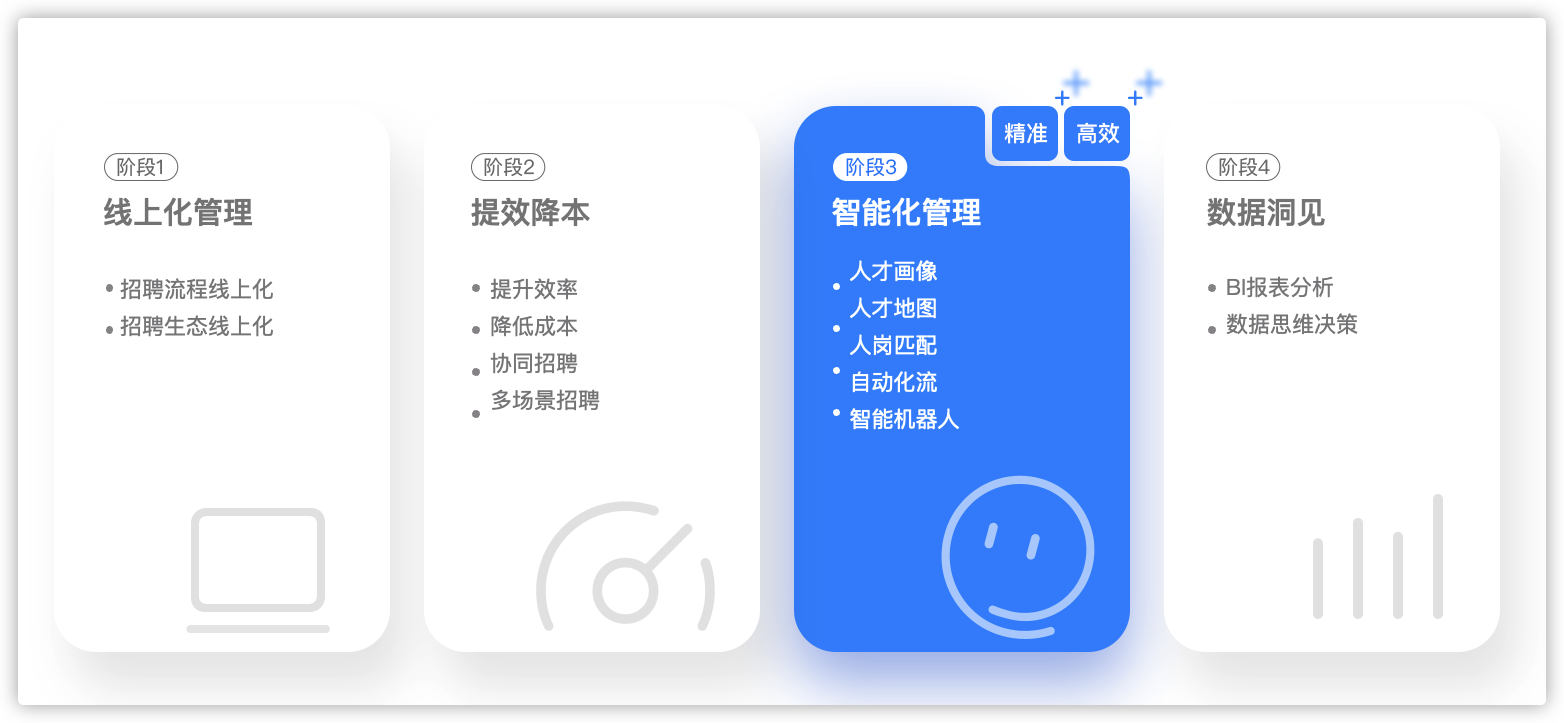 阶段1
线上化管理
招聘流程线上化
招聘生态线上化
阶段2
提效降本
提升效率
降低成本
协同招聘
多场景招聘
精准
高效
阶段3
智能化管理
人才画像
人才地图
人岗匹配
自动化流
智能机器人
阶段4
数据洞见
BI报表分析
数据思维决策